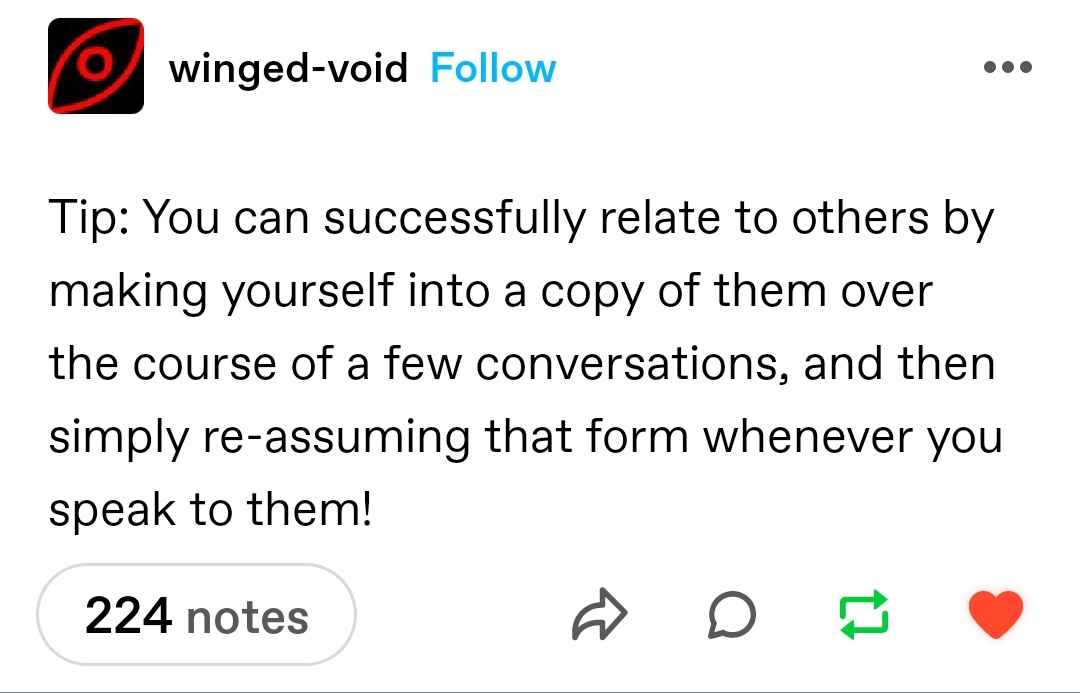 winged-void Follow
Tip: You can successfully relate to others by
making yourself into a copy of them over
the course of a few conversations, and then
simply re-assuming that form whenever you
speak to them!
224 notes